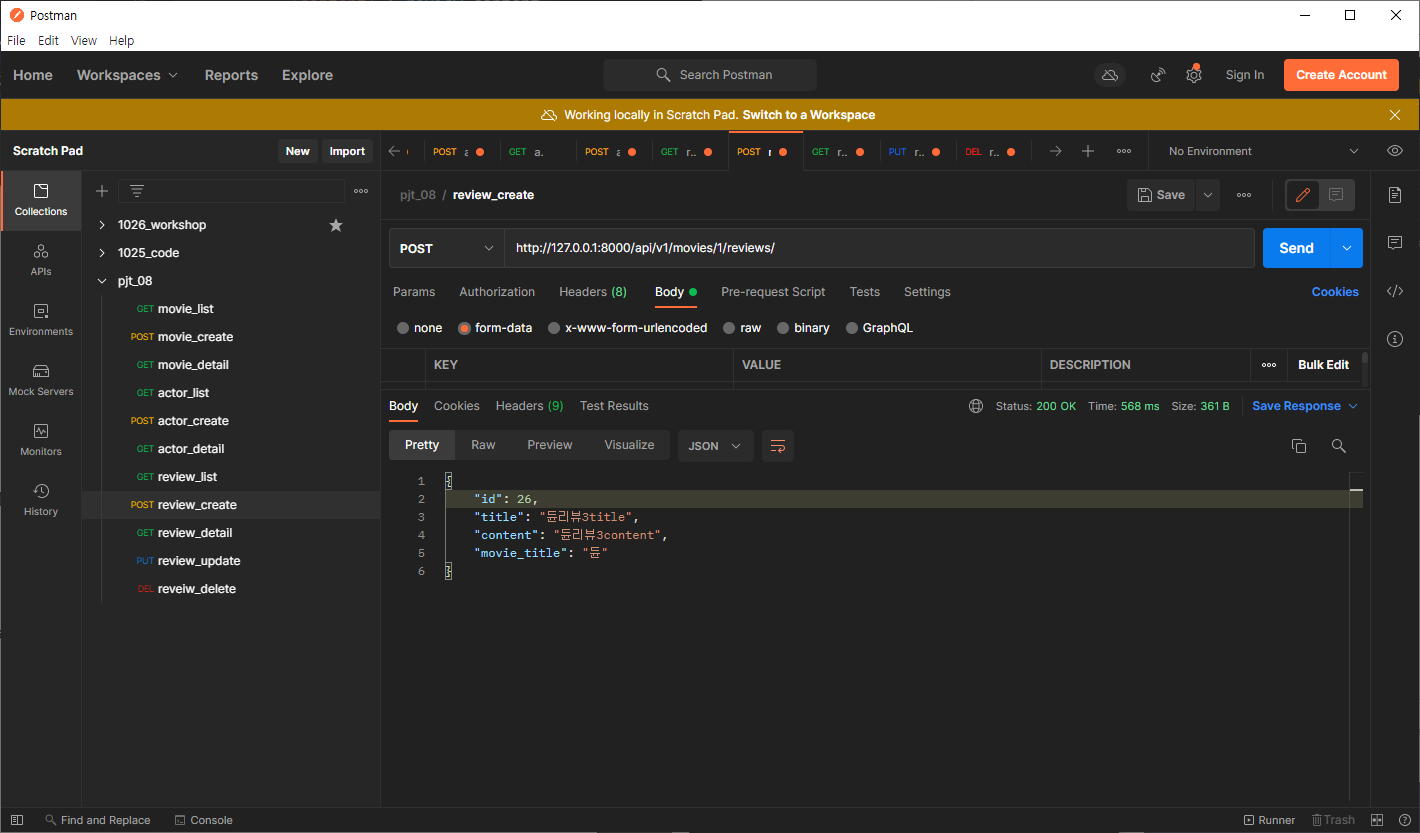 Postman
File Edit View Help
Home Workspaces Reports Explore Search Postman Sign In Create Account
Working locally in Scratch Pad. Switch to a Workspace
Scratch Pad New Import POST a GET a. POST a GET r.. POST r GET r.. PUT r.. DEL r.. No Environment
pjt_08 / review_create Save
Collections
APIs
Environments
Mock Servers
Monitors
History
1026_workshop
1025_code
pjt_08
GET movie_list
POST movie_create
GET movie_detail
GET actor_list
POST actor_create
GET actor_detail
GET review_list
POST review_create
GET review_detail
PUT review_update
DEL reveiw_delete
POST http://127.0.0.1:8000/api/v1/movies/1/reviews/ Send
Params Authorization Headers (8) Body Pre-request Script Tests Settings Cookies
none form-data x-www-form-urlencoded raw binary GraphQL
KEY VALUE DESCRIPTION Bulk Edit
Body Cookies Headers (9) Test Results Status: 200 OK Time: 568 ms Size: 361 B Save Response
Pretty Raw Preview Visualize JSON
1 {
2 "id": 26,
3 "title": "듄리뷰3title",
4 "content": "듄리뷰3content",
5 "movie_title": "듄"
6 }
Find and Replace Console Runner Trash